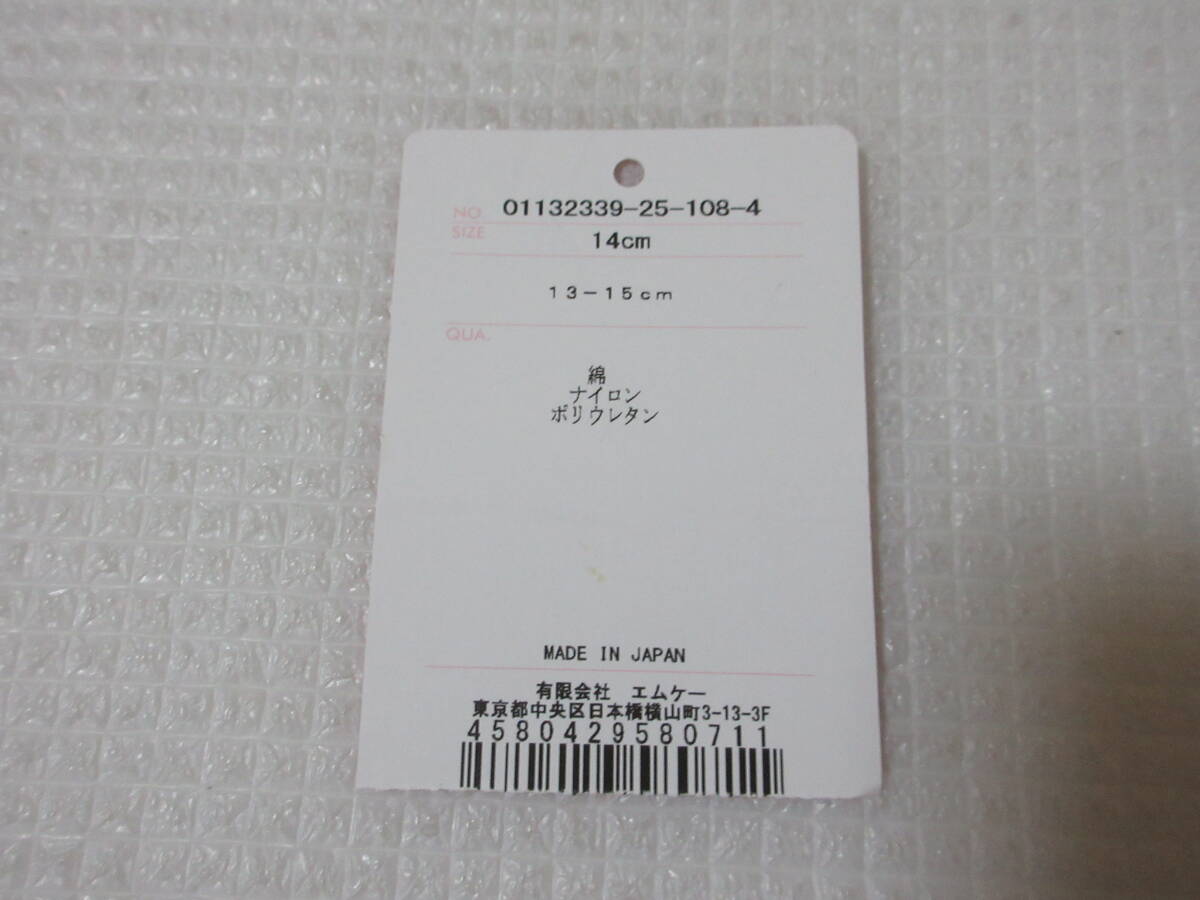 NO. 01132339-25-108-4
SIZE 14cm
13-15cm
QUA.
綿
ナイロン
ポリウレタン
MADE IN JAPAN
有限会社 エムケー
東京都中央区日本橋横山町3-13-3F
4580429580711